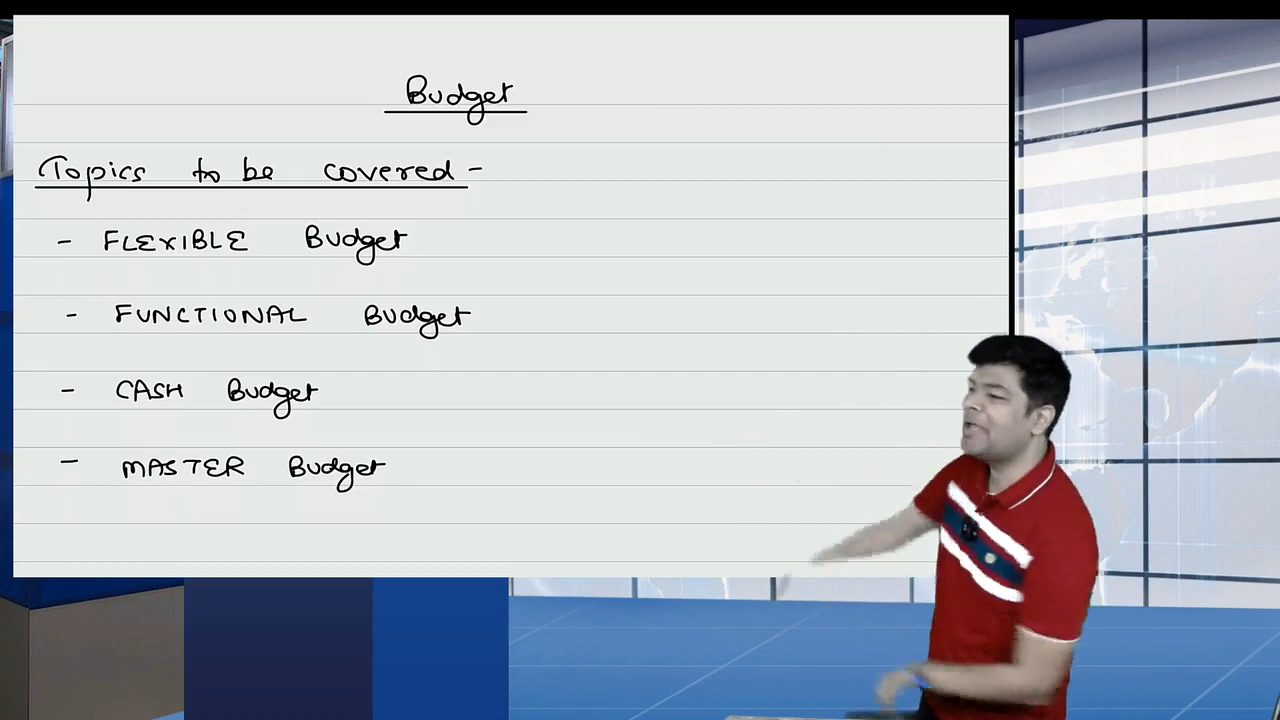 Budget
Topics to be covered -
- FLEXIBLE Budget
- FUNCTIONAL Budget
- CASH Budget
- MASTER Budget